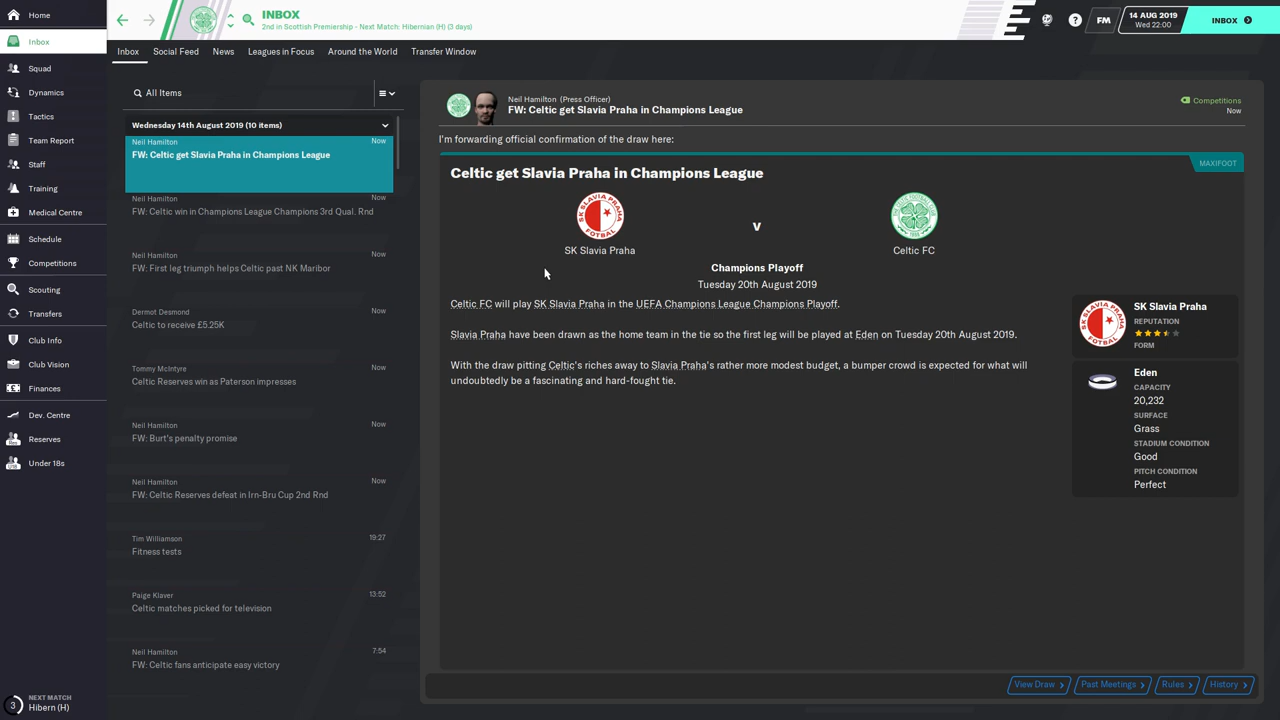 Home
Inbox
Squad
Dynamics
Tactics
Team Report
Staff
Training
Medical Centre
Schedule
Competitions
Scouting
Transfers
Club Info
Club Vision
Finances
Dev. Centre
Reserves
Under 18s
NEXT MATCH
3
Hibern (H)
INBOX
2nd in Scottish Premiership - Next Match: Hibernian (H) (3 days)
?
FM
14 AUG 2019
Wed 22:00
INBOX
Inbox Social Feed News Leagues in Focus Around the World Transfer Window
All Items
Wednesday 14th August 2019 (10 items)
Neil Hamilton Now
FW: Celtic get Slavia Praha in Champions League
Neil Hamilton Now
FW: Celtic win in Champions League Champions 3rd Qual. Rnd
Neil Hamilton Now
FW: First leg triumph helps Celtic past NK Maribor
Dermot Desmond Now
Celtic to receive £5.25K
Tommy McIntyre Now
Celtic Reserves win as Paterson impresses
Neil Hamilton Now
FW: Burt's penalty promise
Neil Hamilton Now
FW: Celtic Reserves defeat in Irn-Bru Cup 2nd Rnd
Tim Williamson 19:27
Fitness tests
Paige Klaver 13:52
Celtic matches picked for television
Neil Hamilton 7:54
FW: Celtic fans anticipate easy victory
Neil Hamilton (Press Officer)
FW: Celtic get Slavia Praha in Champions League
Competitions
Now
I'm forwarding official confirmation of the draw here:
MAXIFOOT
Celtic get Slavia Praha in Champions League
SK SLAVIA PRAHA
FOTBAL
v
SK Slavia Praha
Celtic FC
Champions Playoff
Tuesday 20th August 2019
Celtic FC will play SK Slavia Praha in the UEFA Champions League Champions Playoff.
Slavia Praha have been drawn as the home team in the tie so the first leg will be played at Eden on Tuesday 20th August 2019.
With the draw pitting Celtic's riches away to Slavia Praha's rather more modest budget, a bumper crowd is expected for what will
undoubtedly be a fascinating and hard-fought tie.
SK Slavia Praha
REPUTATION
FORM
Eden
CAPACITY
20,232
SURFACE
Grass
STADIUM CONDITION
Good
PITCH CONDITION
Perfect
View Draw Past Meetings Rules History